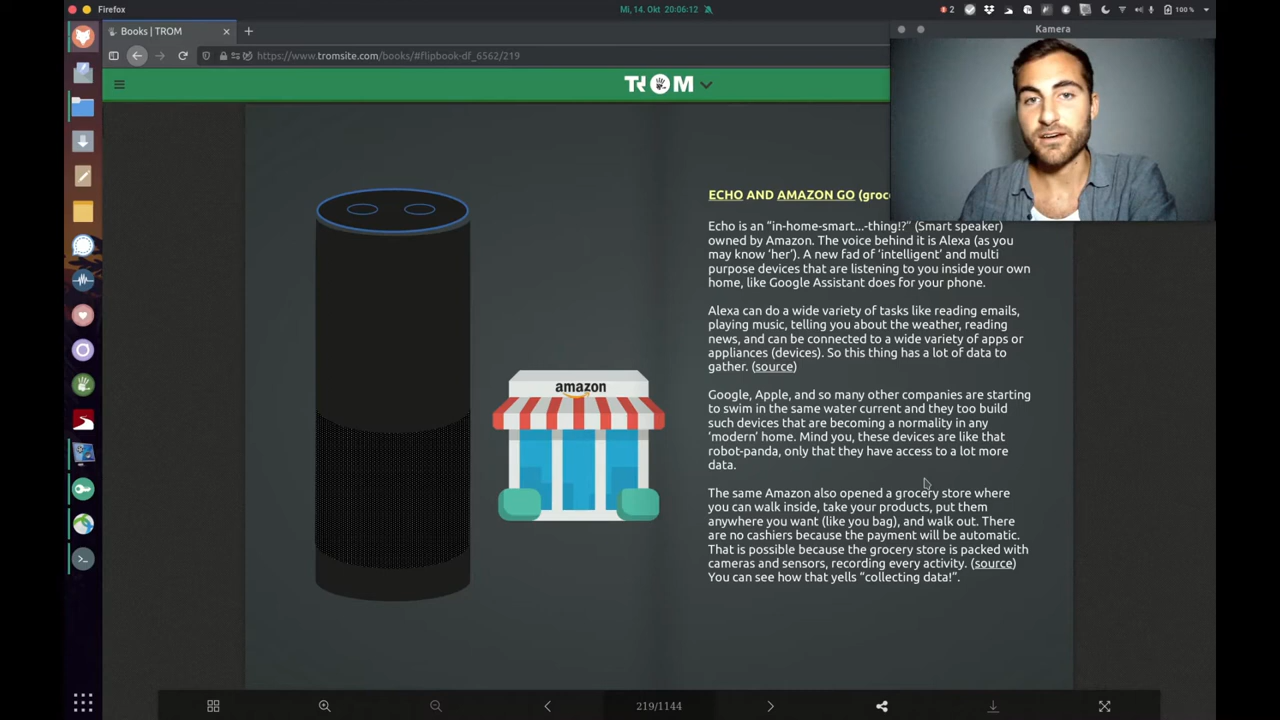 Firefox
Mi, 14. Okt 20:06:12
2
100 %
Books | TROM
https://www.tromsite.com/books/#flipbook-df_6562/219
Kamera
TROM
amazon
ECHO AND AMAZON GO (groc
Echo is an “in-home-smart...-thing!?” (Smart speaker)
owned by Amazon. The voice behind it is Alexa (as you
may know ‘her’). A new fad of ‘intelligent’ and multi
purpose devices that are listening to you inside your own
home, like Google Assistant does for your phone.
Alexa can do a wide variety of tasks like reading emails,
playing music, telling you about the weather, reading
news, and can be connected to a wide variety of apps or
appliances (devices). So this thing has a lot of data to
gather. (source)
Google, Apple, and so many other companies are starting
to swim in the same water current and they too build
such devices that are becoming a normality in any
‘modern’ home. Mind you, these devices are like that
robot-panda, only that they have access to a lot more
data.
The same Amazon also opened a grocery store where
you can walk inside, take your products, put them
anywhere you want (like you bag), and walk out. There
are no cashiers because the payment will be automatic.
That is possible because the grocery store is packed with
cameras and sensors, recording every activity. (source)
You can see how that yells “collecting data!”.
219/1144